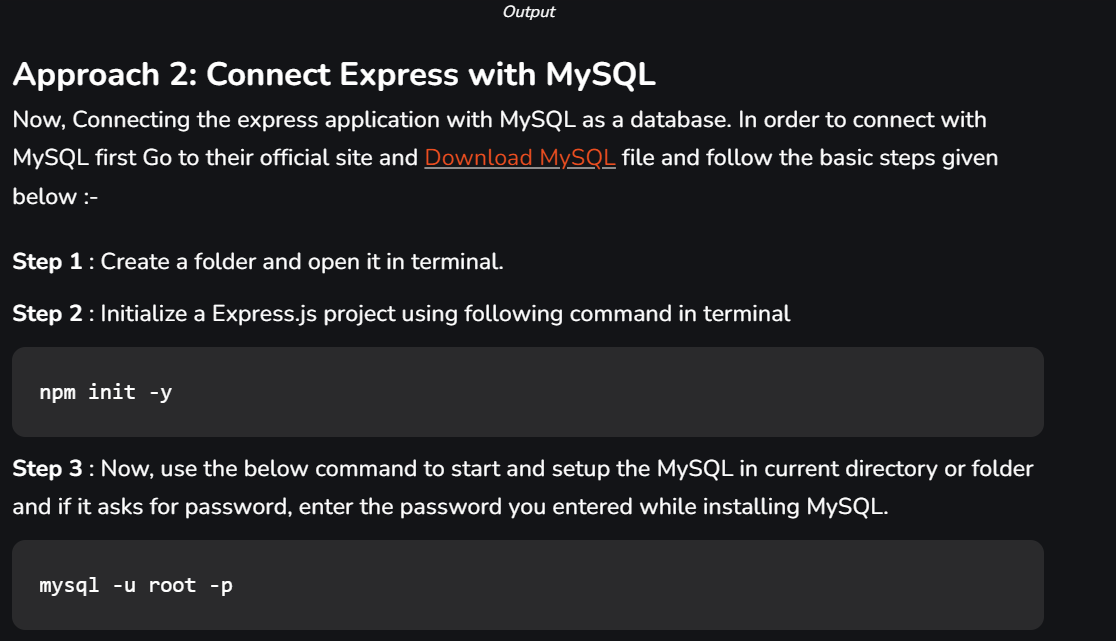 Output
Approach 2: Connect Express with MySQL
Now, Connecting the express application with MySQL as a database. In order to connect with
MySQL first Go to their official site and Download MySQL file and follow the basic steps given
below :-
Step 1 : Create a folder and open it in terminal.
Step 2 : Initialize a Express.js project using following command in terminal
npm init -y
Step 3 : Now, use the below command to start and setup the MySQL in current directory or folder
and if it asks for password, enter the password you entered while installing MySQL.
mysql -u root -p